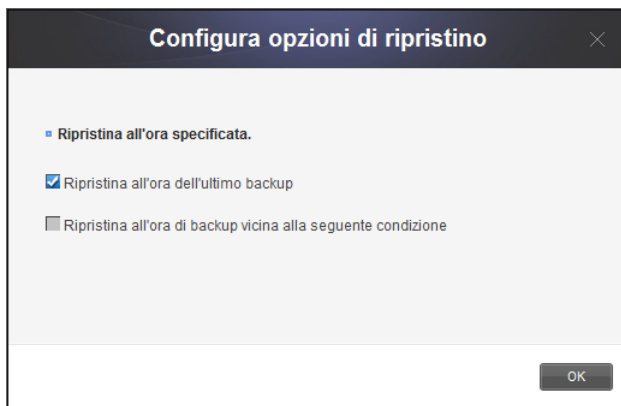 Configura opzioni di ripristino
Ripristina all'ora specificata.
Ripristina all'ora dell'ultimo backup
Ripristina all'ora di backup vicina alla seguente condizione
OK